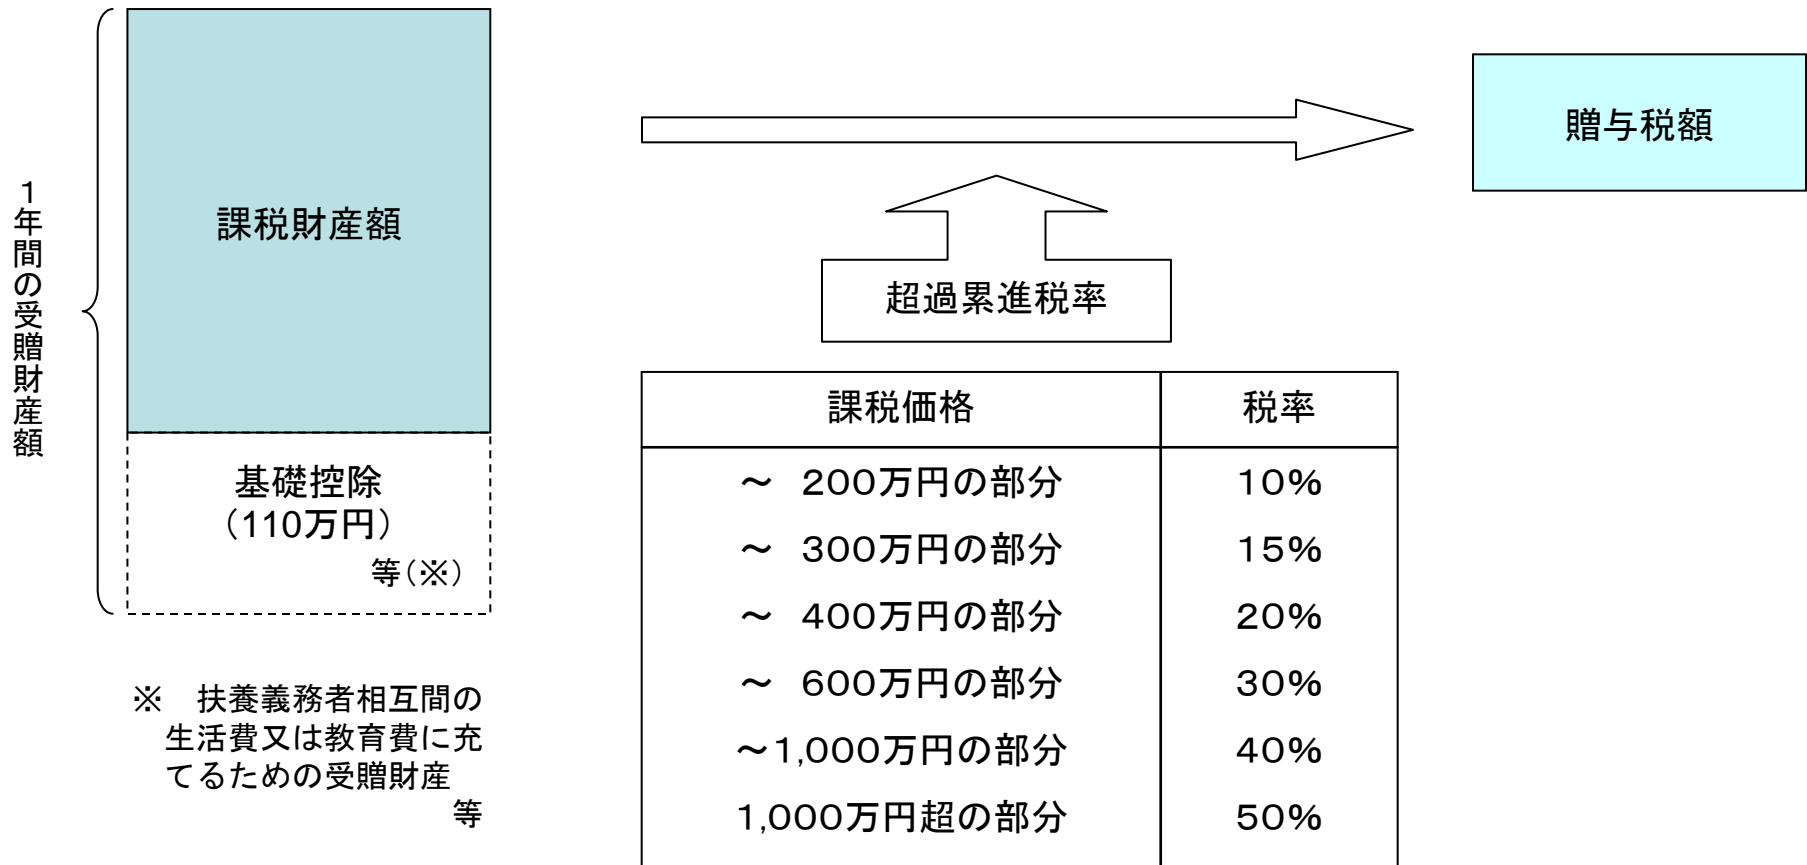 1年間の受贈財産額
課税財産額
基礎控除
（110万円）
等（※）
※　扶養義務者相互間の
生活費又は教育費に充
てるための受贈財産
等
贈与税額
超過累進税率
課税価格　税率
～　200万円の部分　10%
～　300万円の部分　15%
～　400万円の部分　20%
～　600万円の部分　30%
～1,000万円の部分　40%
1,000万円超の部分　50%